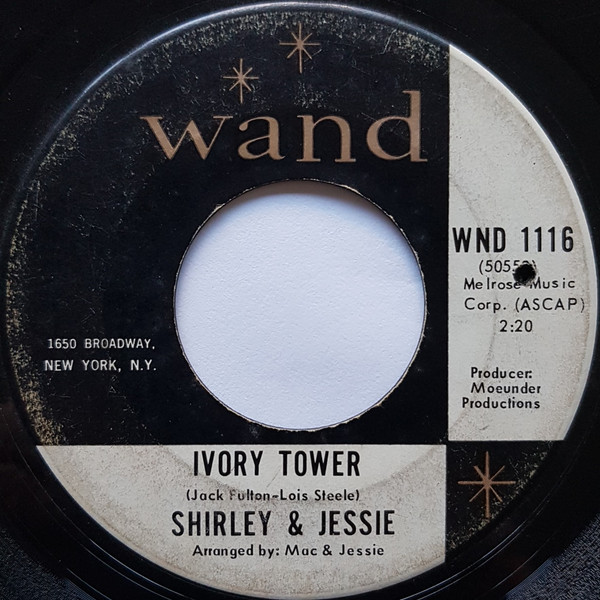 wand
WND 1116
Melrose Music
Corp. (ASCAP)
2:20
Producer:
Moeunder
Productions
1650 BROADWAY,
NEW YORK, N.Y.
IVORY TOWER
(Jack Fulton-Lois Steele)
SHIRLEY & JESSIE
Arranged by: Mac & Jessie